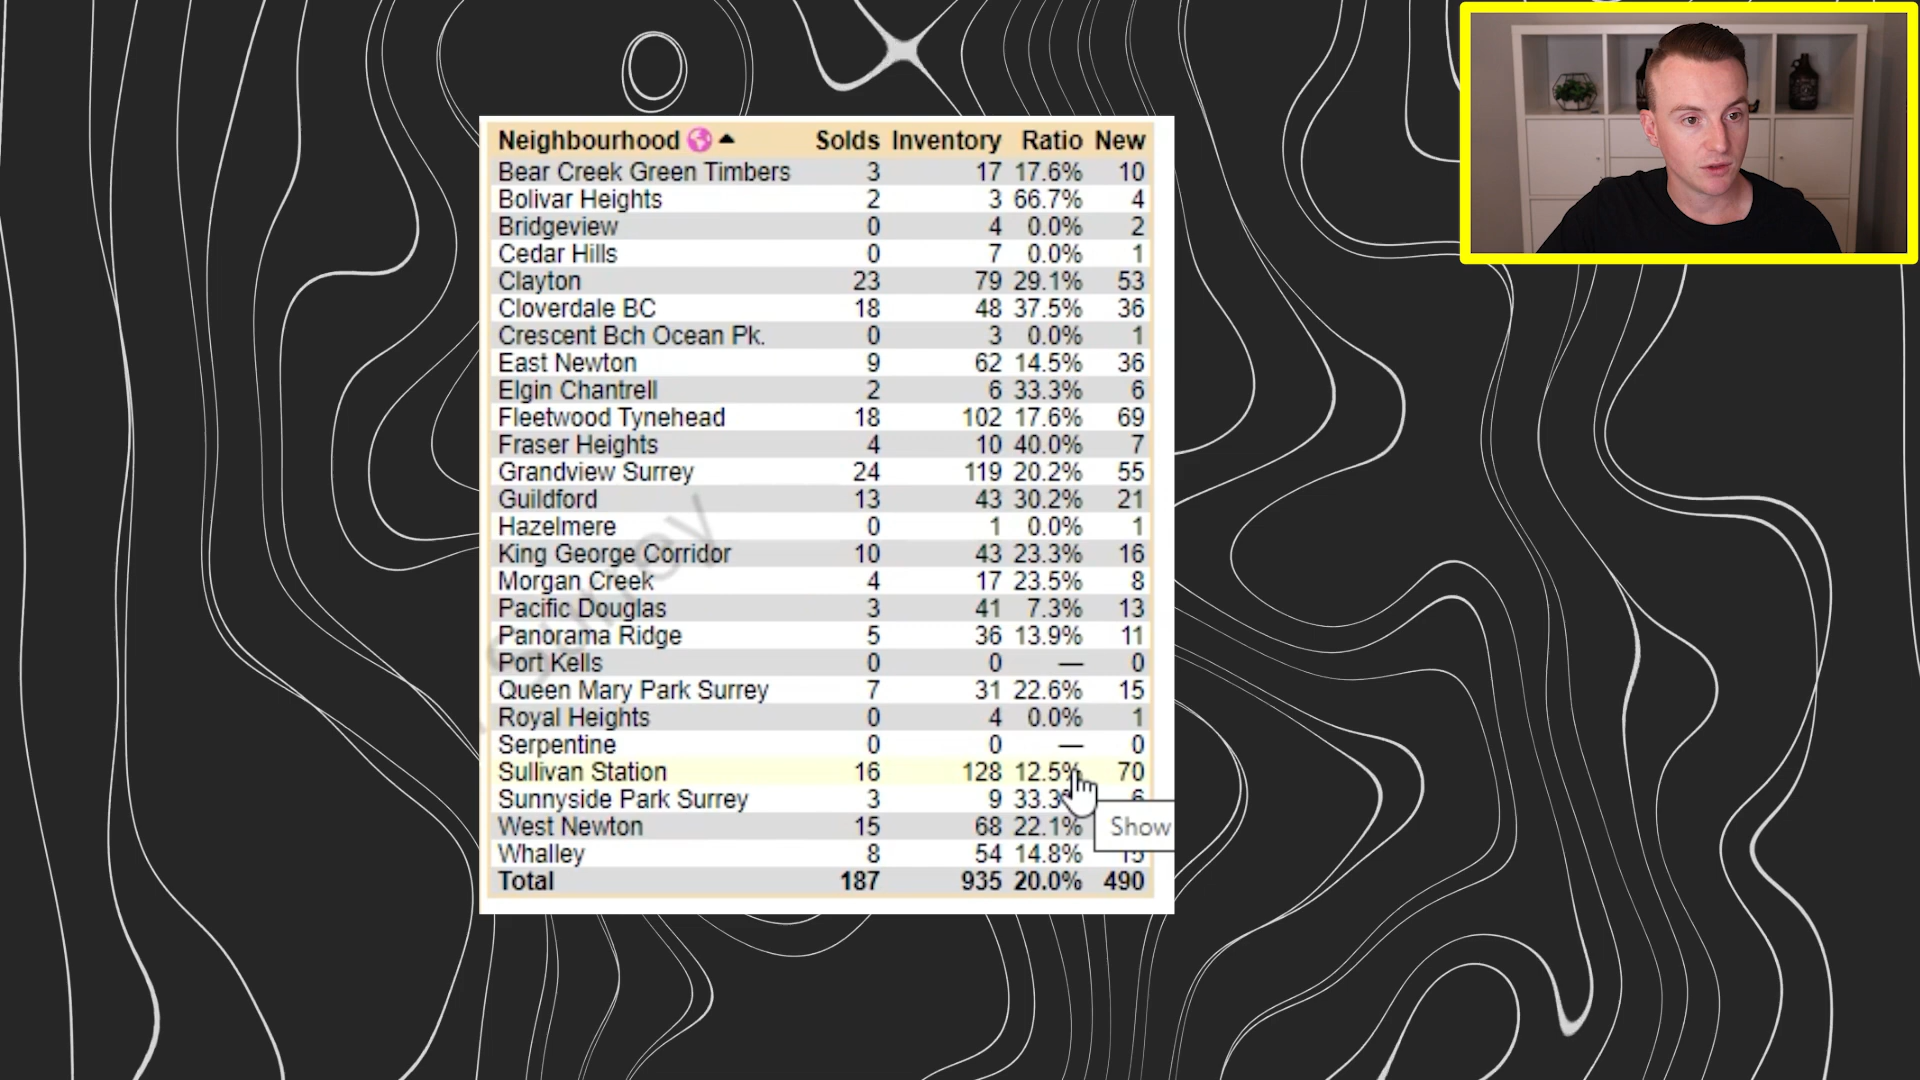 Neighbourhood Solds Inventory Ratio New
Bear Creek Green Timbers 3 17 17.6% 10
Bolivar Heights 2 3 66.7% 4
Bridgeview 0 4 0.0% 2
Cedar Hills 0 7 0.0% 1
Clayton 23 79 29.1% 53
Cloverdale BC 18 48 37.5% 36
Crescent Bch Ocean Pk. 0 3 0.0% 1
East Newton 9 62 14.5% 36
Elgin Chantrell 2 6 33.3% 6
Fleetwood Tynehead 18 102 17.6% 69
Fraser Heights 4 10 40.0% 7
Grandview Surrey 24 119 20.2% 55
Guildford 13 43 30.2% 21
Hazelmere 0 1 0.0% 1
King George Corridor 10 43 23.3% 16
Morgan Creek 4 17 23.5% 8
Pacific Douglas 3 41 7.3% 13
Panorama Ridge 5 36 13.9% 11
Port Kells 0 0 — 0
Queen Mary Park Surrey 7 31 22.6% 15
Royal Heights 0 4 0.0% 1
Serpentine 0 0 — 0
Sullivan Station 16 128 12.5% 70
Sunnyside Park Surrey 3 9 33.3 6
West Newton 15 68 22.1%
Show
Whalley 8 54 14.8% 15
Total 187 935 20.0% 490
Surrey